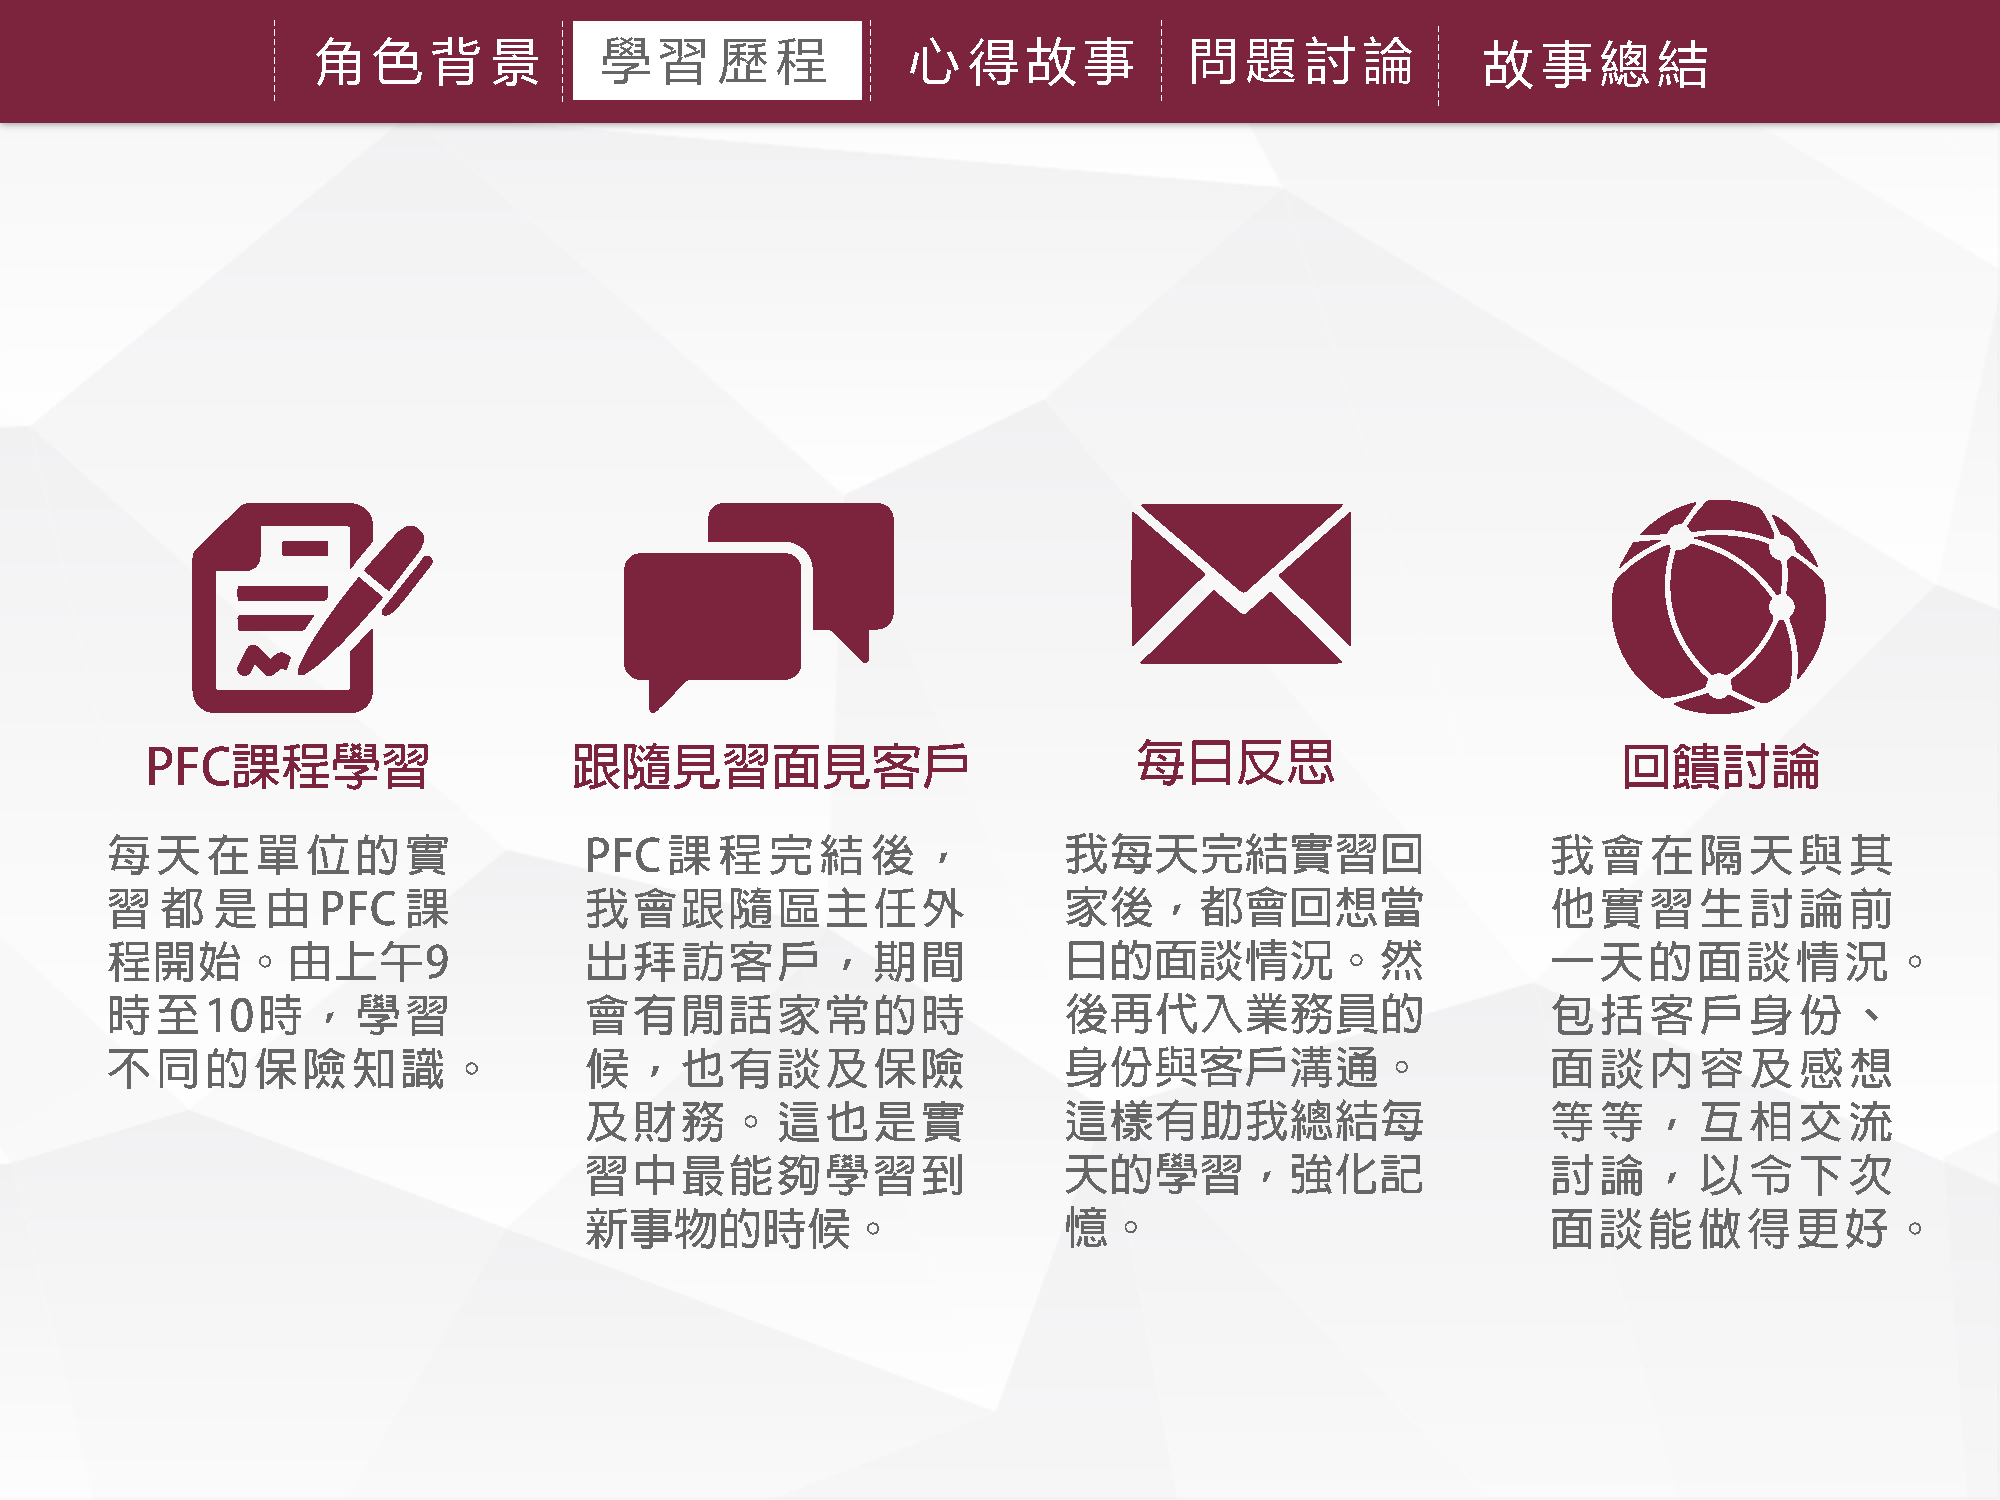 角色背景
學習歷程
心得故事
問題討論
故事總結
PFC課程學習
每天在單位的實
習都是由PFC課
程開始。由上午9
時至10時，學習
不同的保險知識。
跟隨見習面見客戶
PFC課程完結後，
我會跟隨區主任外
出拜訪客戶，期間
會有閒話家常的時
候，也有談及保險
及財務。這也是實
習中最能夠學習到
新事物的時候。
每日反思
我每天完結實習回
家後，都會回想當
日的面談情況。然
後再代入業務員的
身份與客戶溝通。
這樣有助我總結每
天的學習，強化記
憶。
回饋討論
我會在隔天與其
他實習生討論前
一天的面談情況。
包括客戶身份、
面談内容及感想
等等，互相交流
討論，以令下次
面談能做得更好。